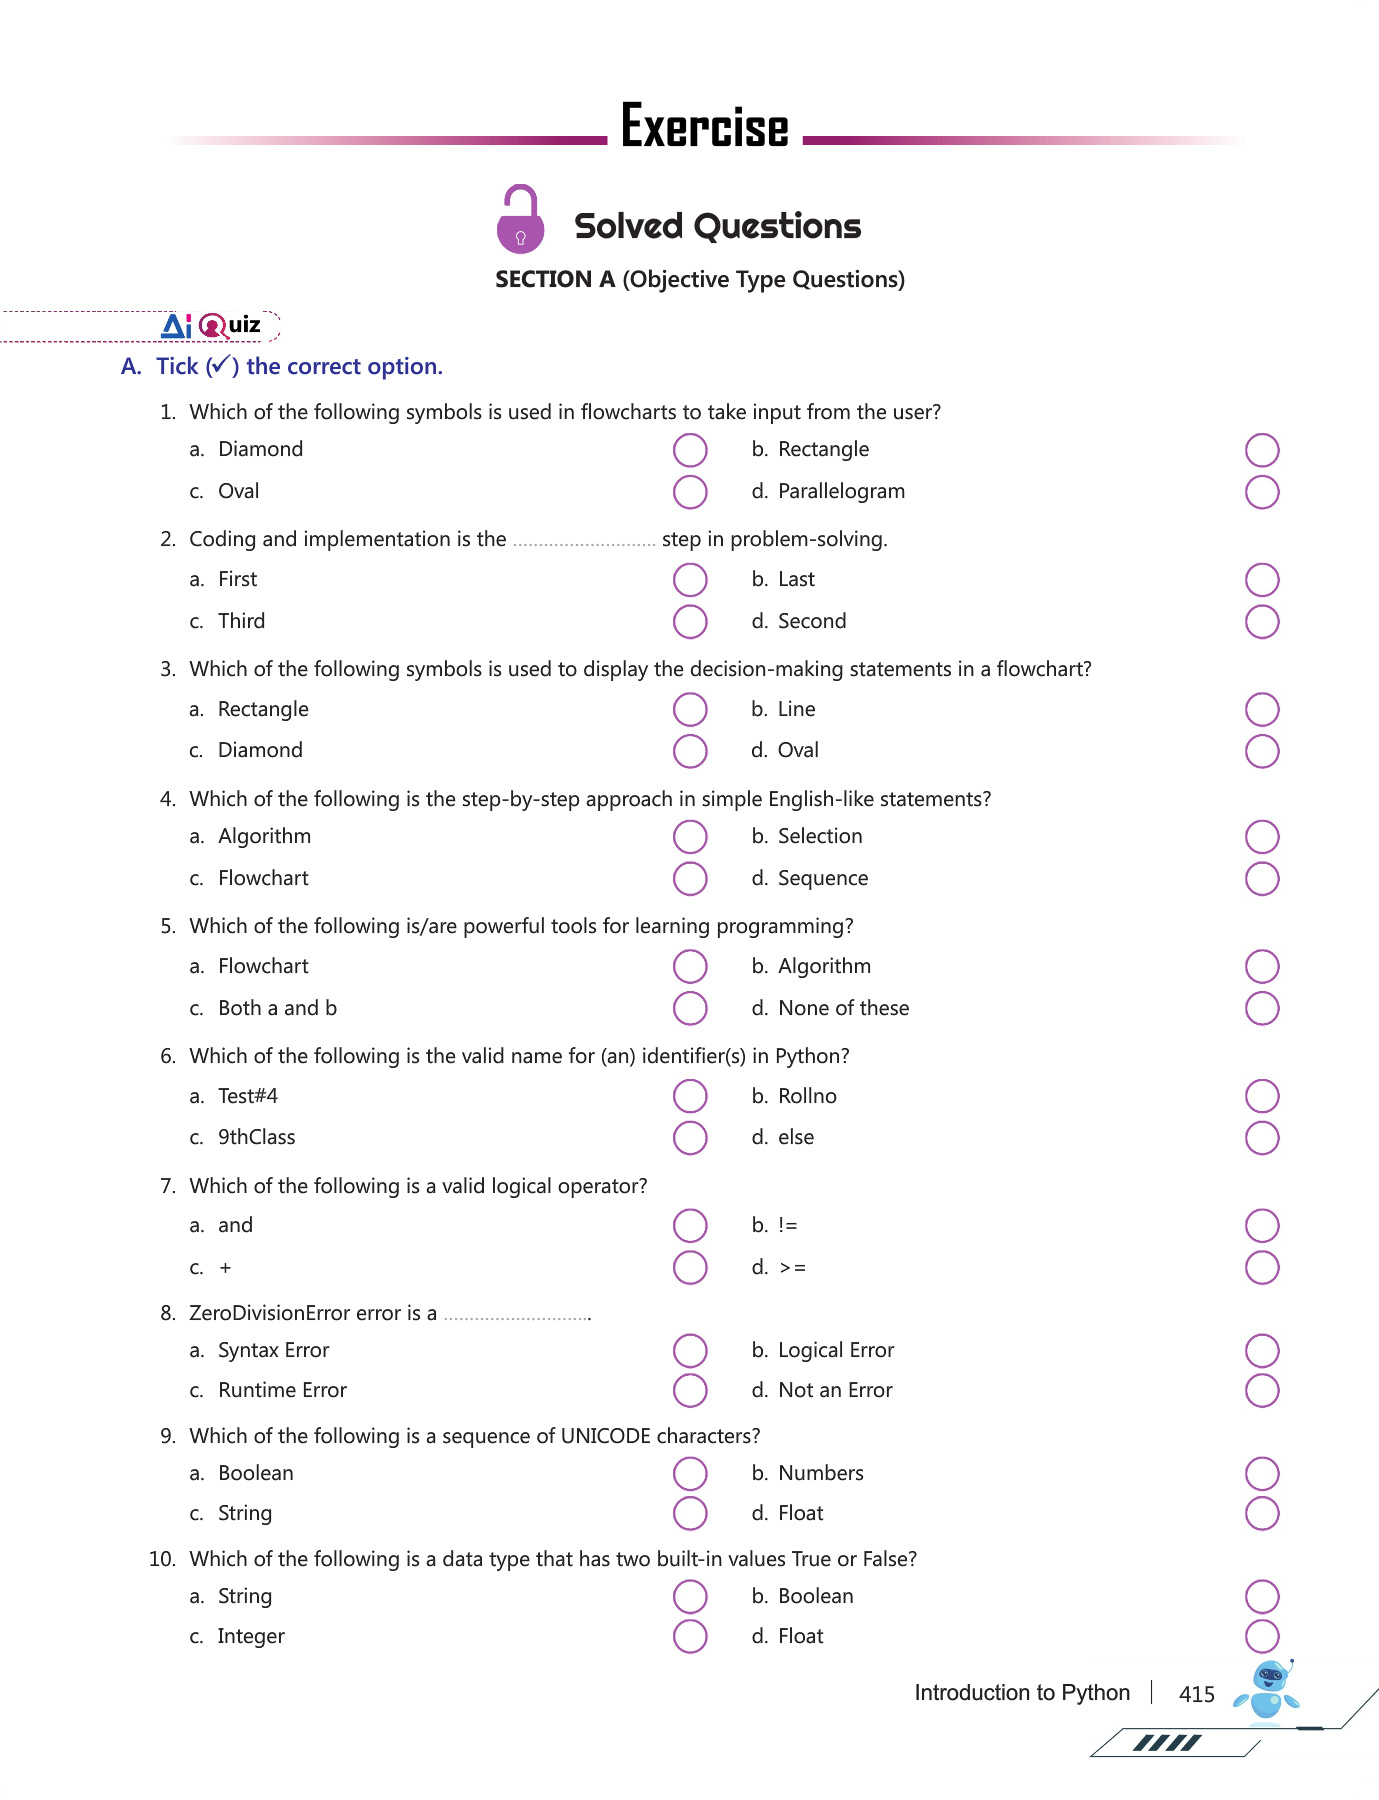 Exercise
Solved Questions
SECTION A (Objective Type Questions)
Ai Quiz
A. Tick (✓) the correct option.
1. Which of the following symbols is used in flowcharts to take input from the user?
a. Diamond b. Rectangle
c. Oval d. Parallelogram
2. Coding and implementation is the ............................ step in problem-solving.
a. First b. Last
c. Third d. Second
3. Which of the following symbols is used to display the decision-making statements in a flowchart?
a. Rectangle b. Line
c. Diamond d. Oval
4. Which of the following is the step-by-step approach in simple English-like statements?
a. Algorithm b. Selection
c. Flowchart d. Sequence
5. Which of the following is/are powerful tools for learning programming?
a. Flowchart b. Algorithm
c. Both a and b d. None of these
6. Which of the following is the valid name for (an) identifier(s) in Python?
a. Test#4 b. Rollno
c. 9thClass d. else
7. Which of the following is a valid logical operator?
a. and b. !=
c. + d. >=
8. ZeroDivisionError error is a .............................
a. Syntax Error b. Logical Error
c. Runtime Error d. Not an Error
9. Which of the following is a sequence of UNICODE characters?
a. Boolean b. Numbers
c. String d. Float
10. Which of the following is a data type that has two built-in values True or False?
a. String b. Boolean
c. Integer d. Float
Introduction to Python | 415